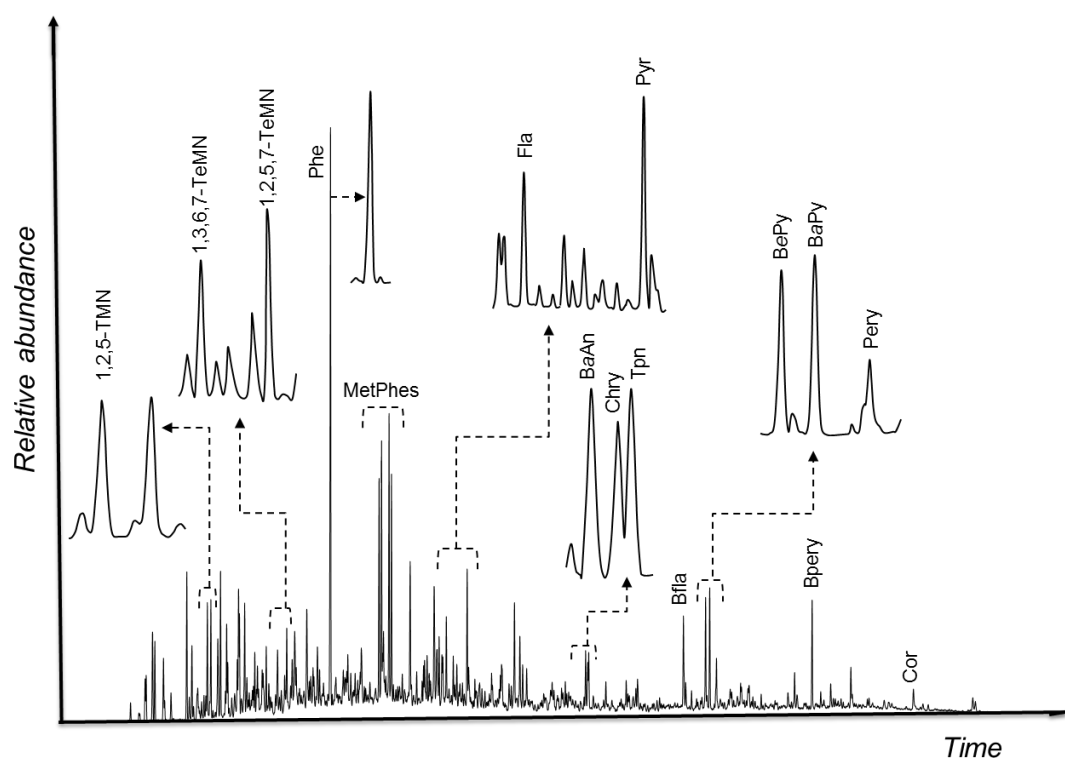 Relative abundance
1,2,5-TMN
1,3,6,7-TeMN
1,2,5,7-TeMN
Phe
MetPhes
Fla
Pyr
BaAn
Chry
Tpn
BePy
BaPy
Pery
Bfla
Bpery
Cor
Time